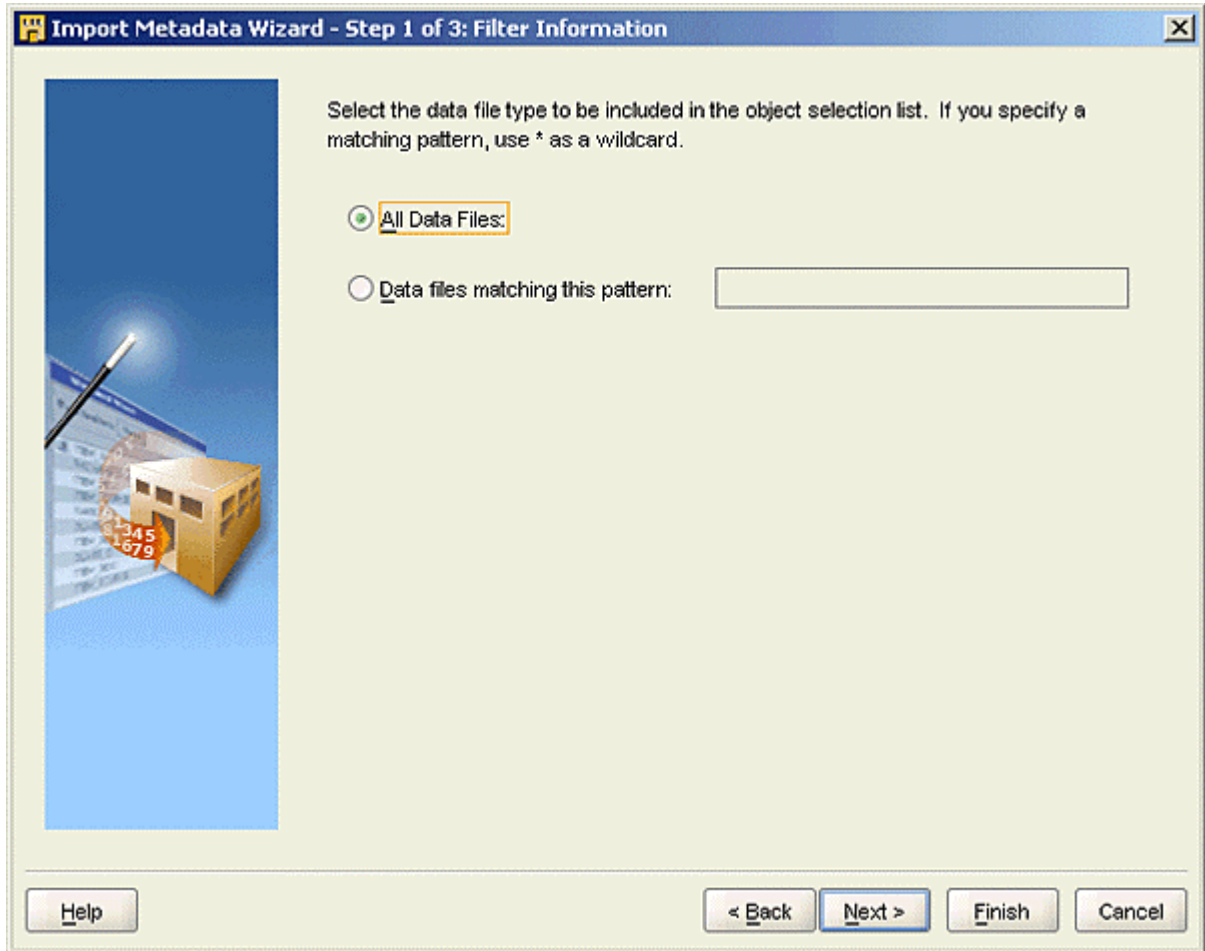 Import Metadata Wizard - Step 1 of 3: Filter Information
Select the data file type to be included in the object selection list. If you specify a
matching pattern, use * as a wildcard.
All Data Files:
Data files matching this pattern:
1345
1679
Help
< Back
Next >
Finish
Cancel